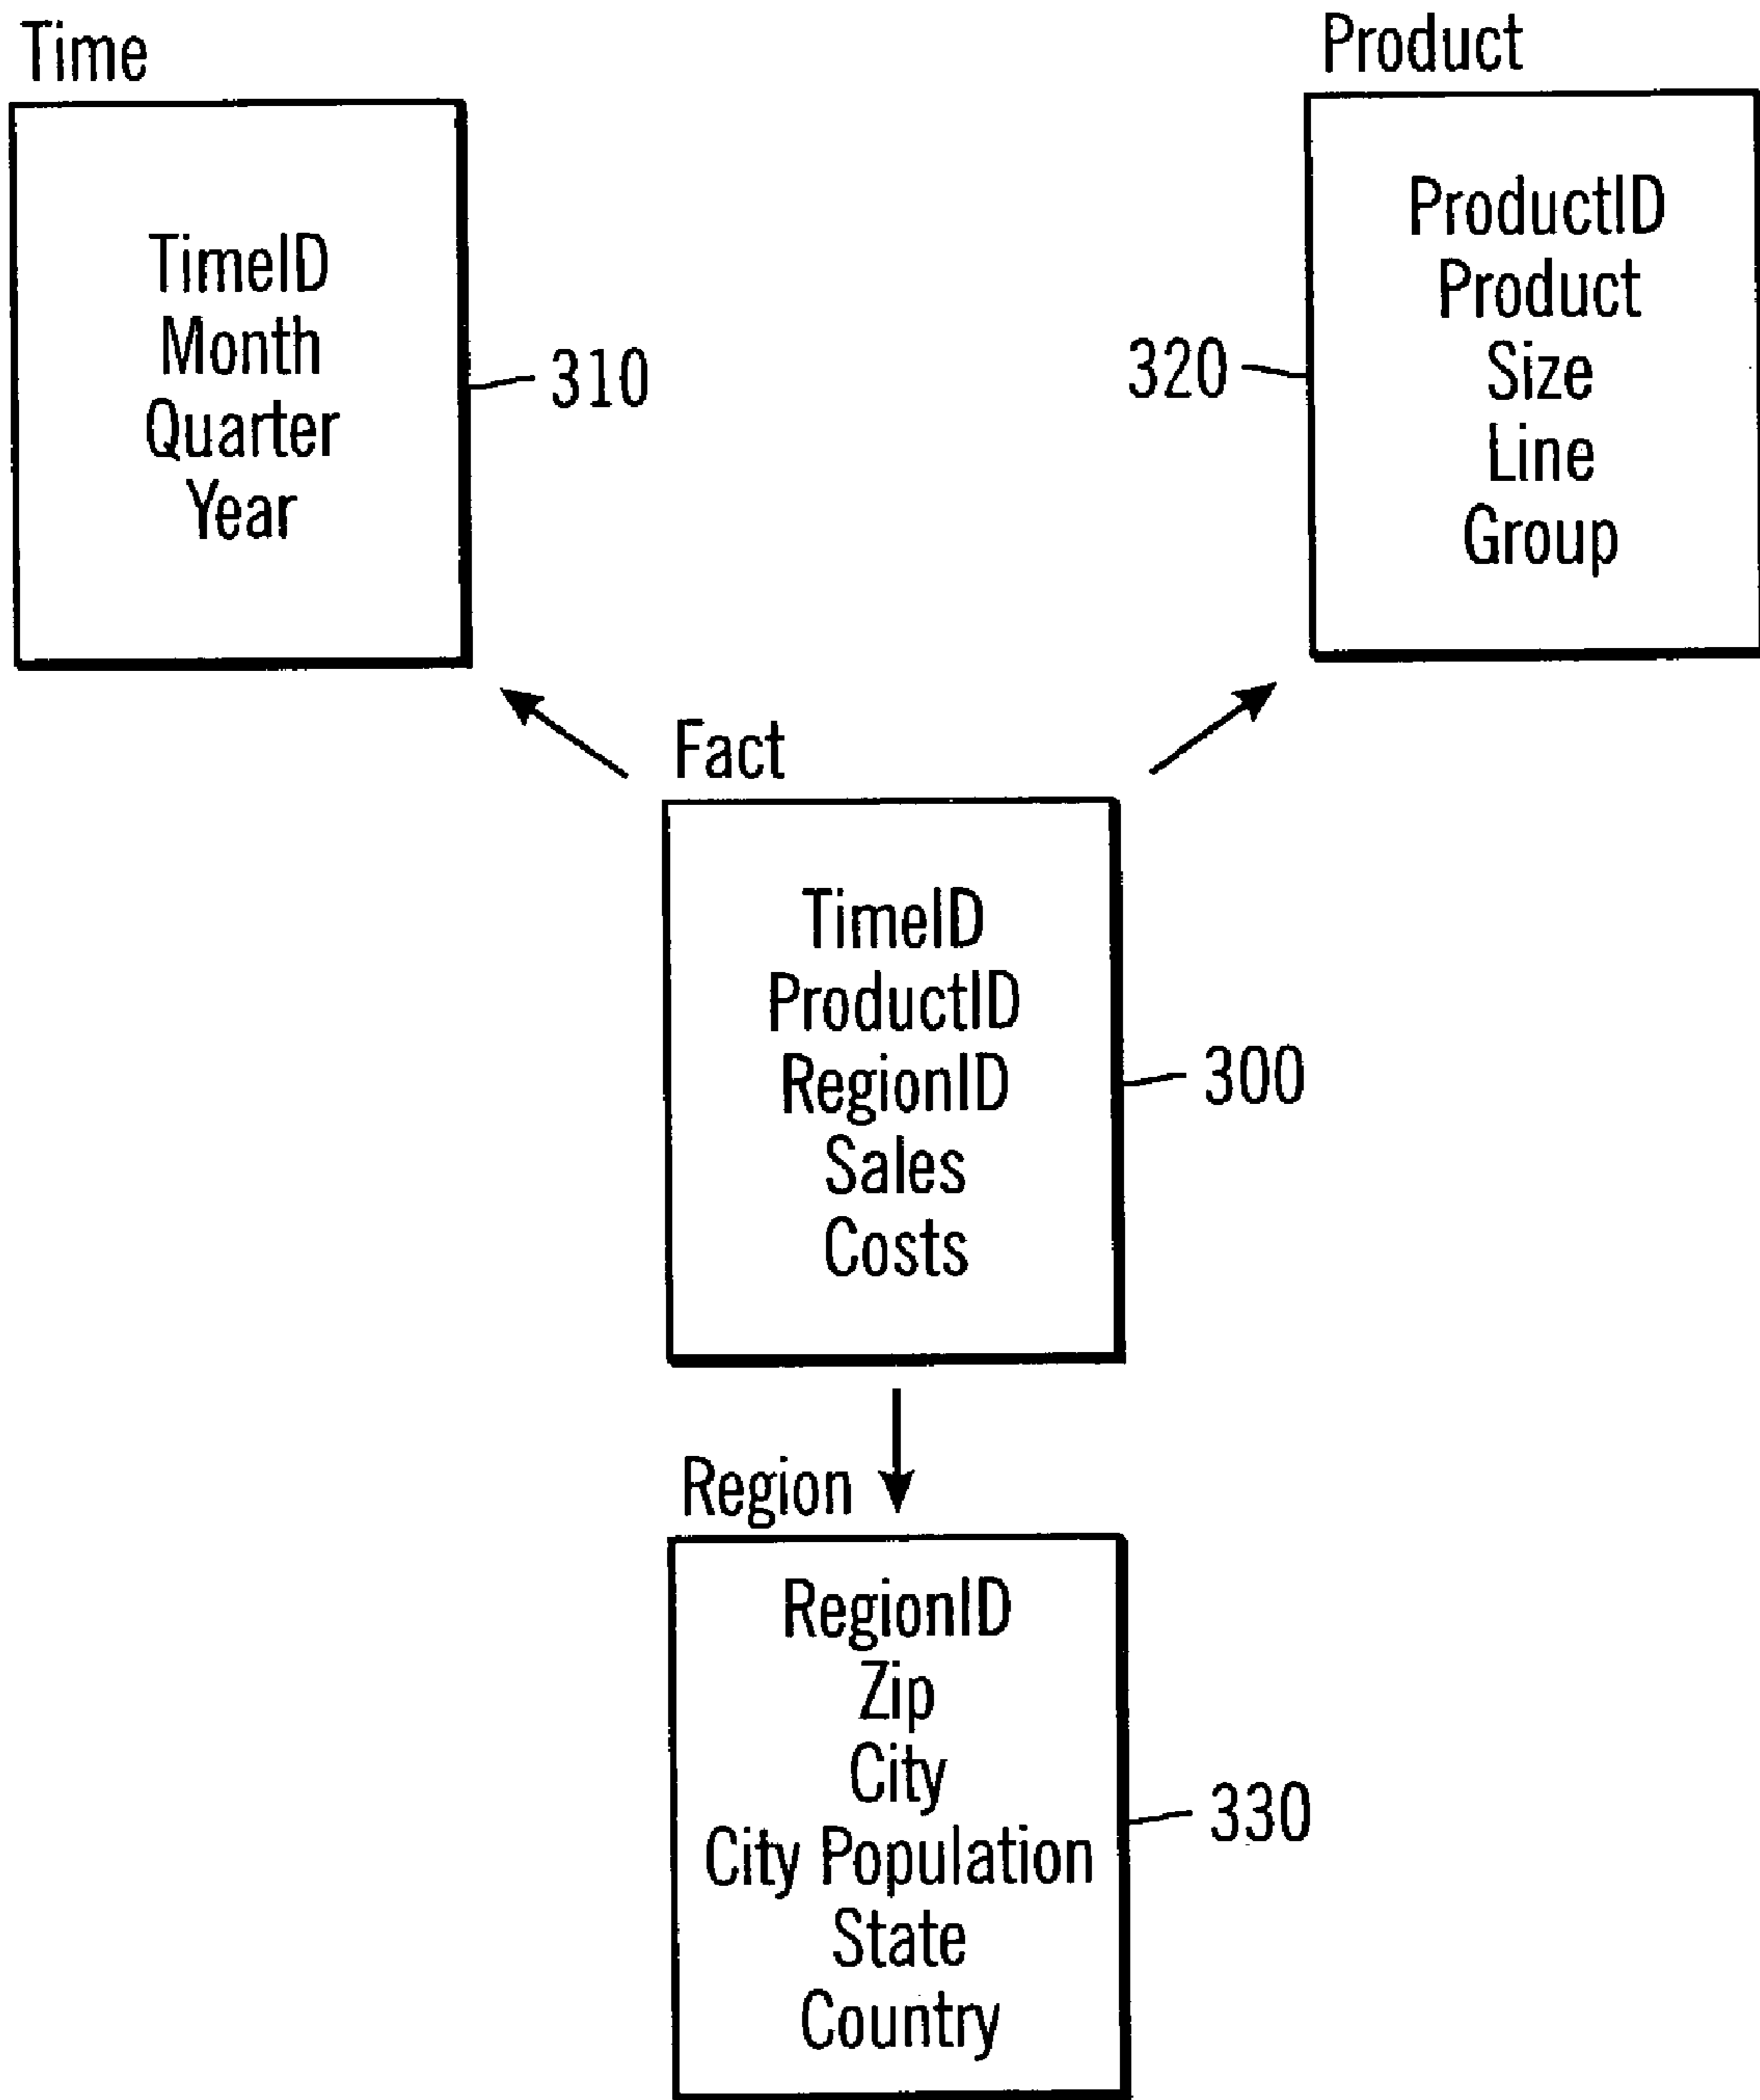 Time
TimeID
Month
Quarter
Year
310
Product
ProductID
Product
Size
Line
Group
320
Fact
TimeID
ProductID
RegionID
Sales
Costs
300
Region
RegionID
Zip
City
City Population
State
Country
330